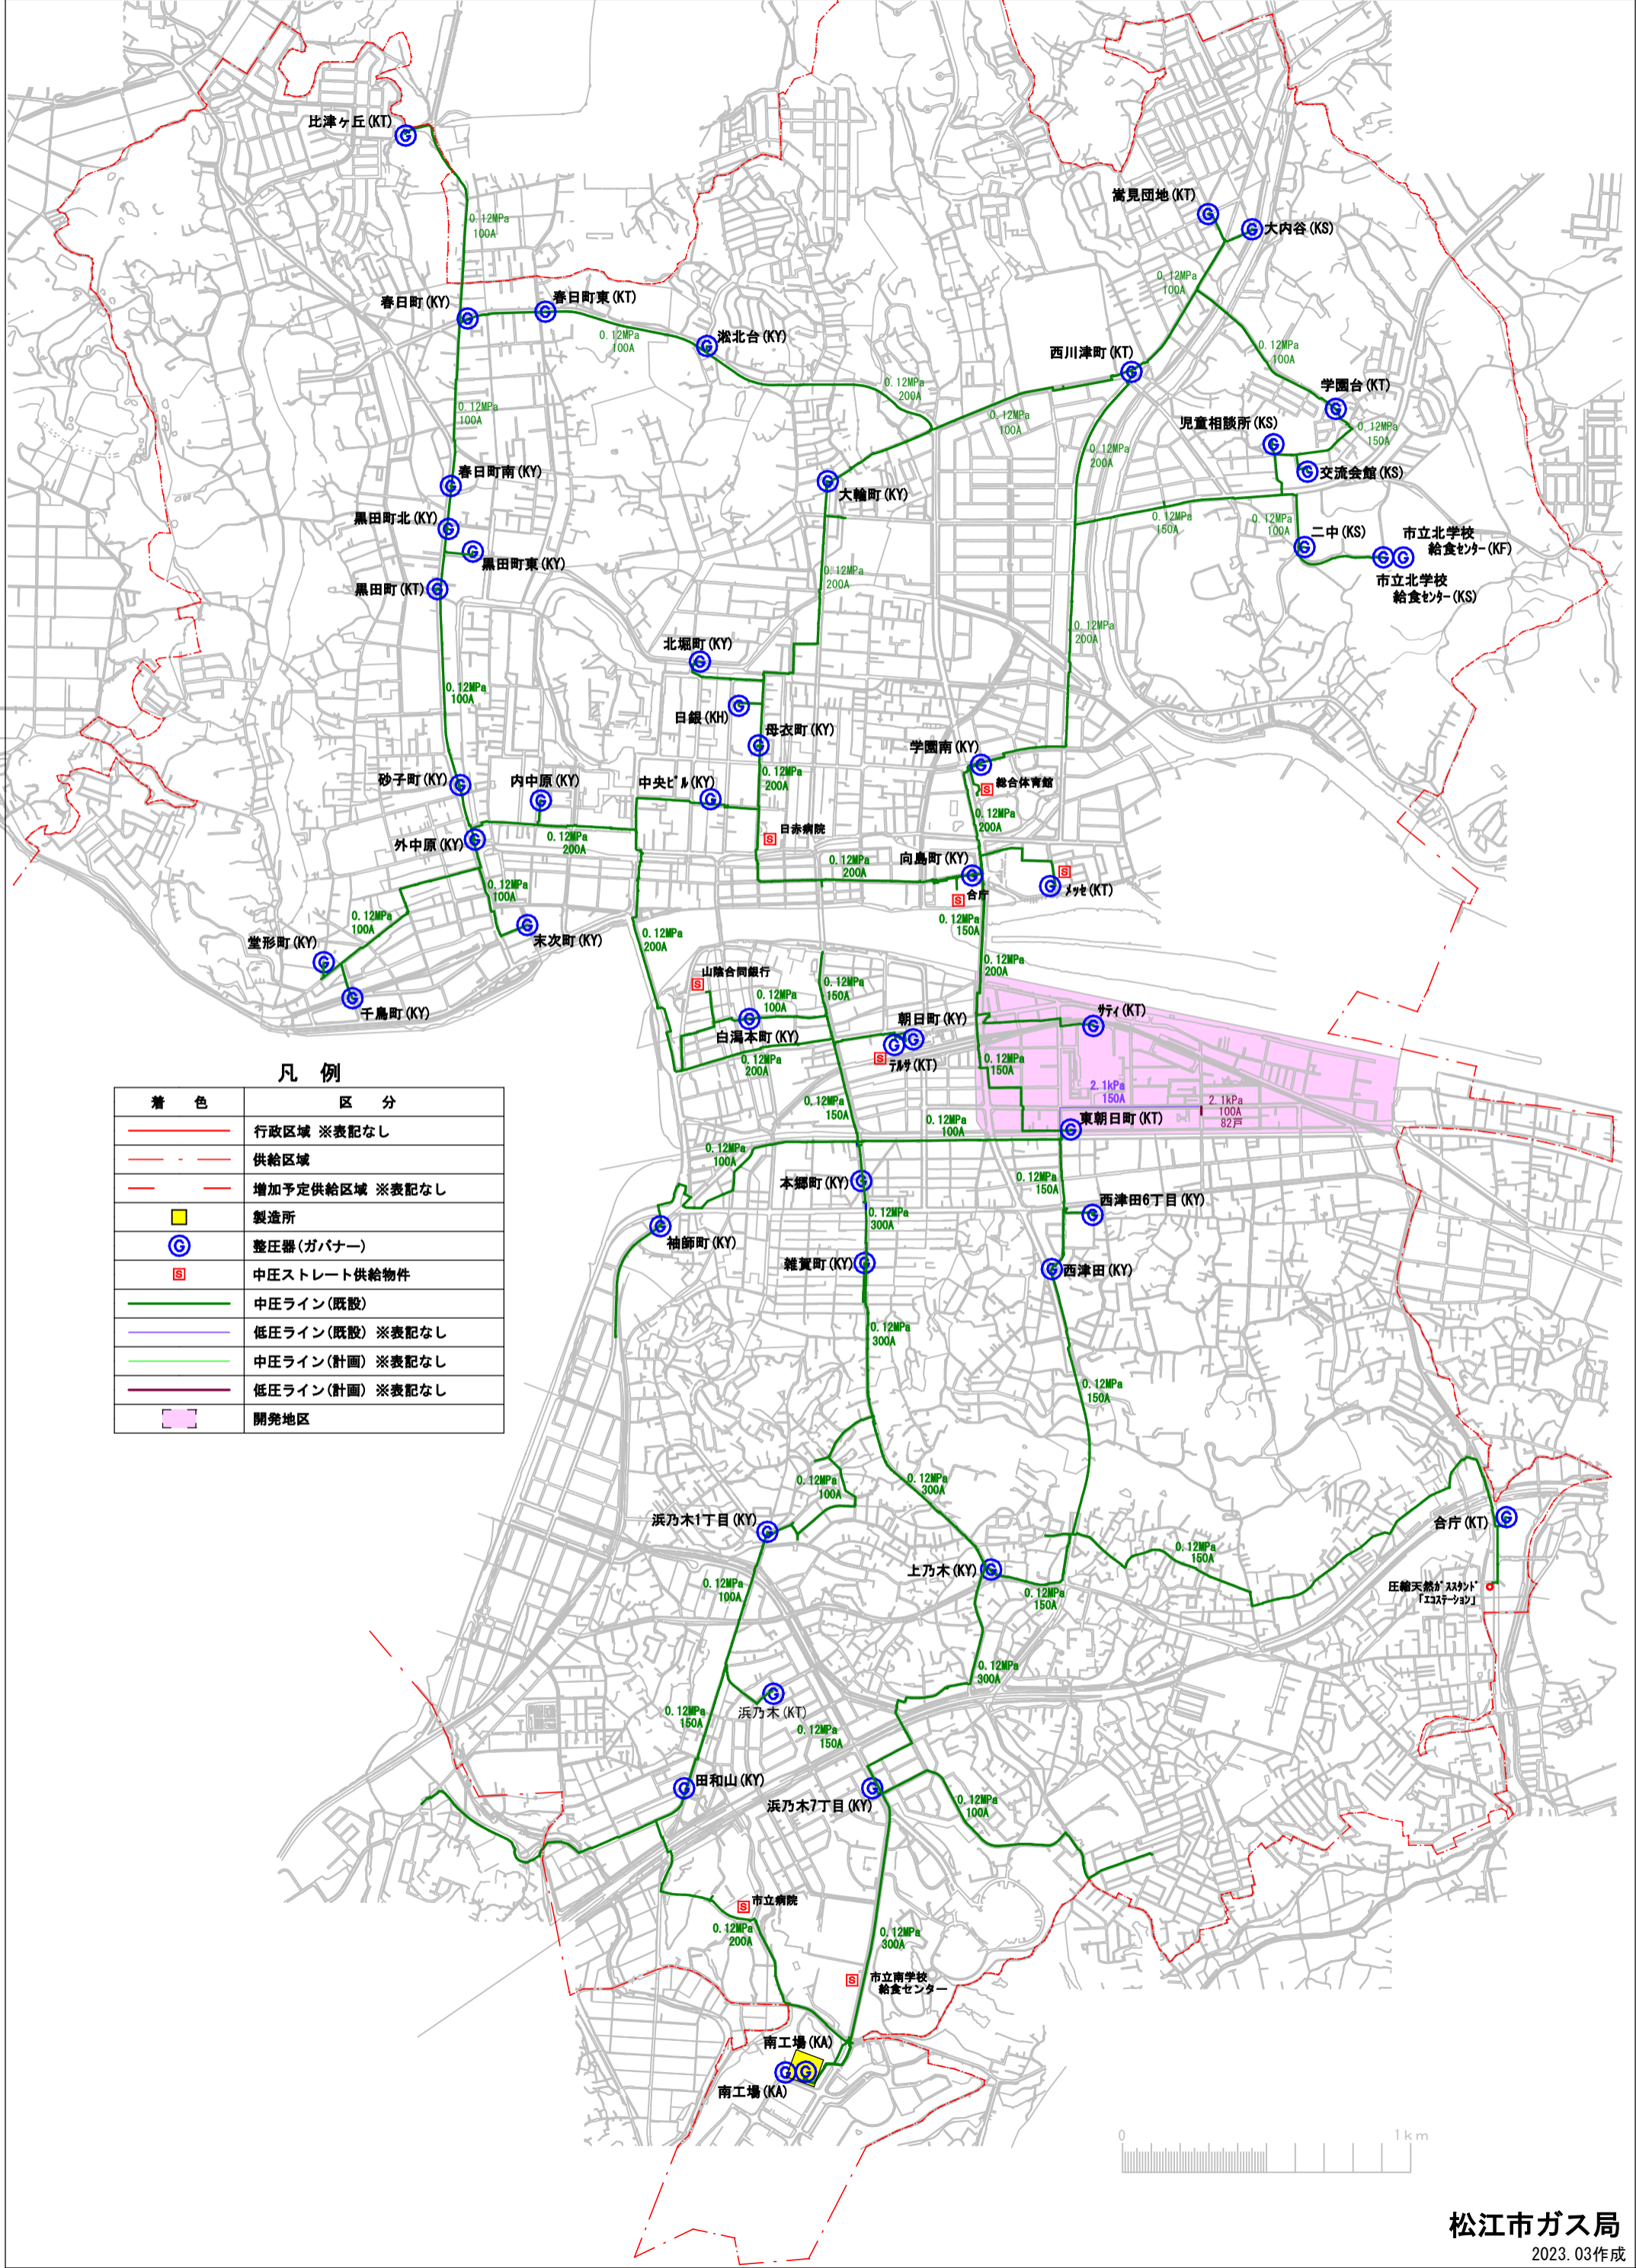 比津ヶ丘(KT)
嵩見団地(KT)
大内谷(KS)
0.12MPa
100A
0.12MPa
100A
春日町(KY)
春日町東(KT)
0.12MPa
100A
淞北台(KY)
西川津町(KT)
0.12MPa
100A
0.12MPa
200A
学園台(KT)
0.12MPa
100A
0.12MPa
100A
児童相談所(KS)
0.12MPa
150A
0.12MPa
200A
春日町南(KY)
交流会館(KS)
大輪町(KY)
黒田町北(KY)
0.12MPa
150A
0.12MPa
100A
二中(KS)
市立北学校
給食センター(KF)
黒田町東(KY)
黒田町(KT)
0.12MPa
200A
市立北学校
給食センター(KS)
0.12MPa
200A
北堀町(KY)
0.12MPa
100A
日銀(KH)
母衣町(KY)
学園南(KY)
砂子町(KY)
内中原(KY)
中央ビル(KY)
0.12MPa
200A
総合体育館
0.12MPa
200A
外中原(KY)
0.12MPa
200A
日赤病院
0.12MPa
200A
向島町(KY)
メッセ(KT)
合庁
0.12MPa
100A
0.12MPa
100A
0.12MPa
150A
堂形町(KY)
末次町(KY)
0.12MPa
200A
0.12MPa
200A
千鳥町(KY)
山陰合同銀行
0.12MPa
150A
0.12MPa
100A
サティ(KT)
白潟本町(KY)
朝日町(KY)
0.12MPa
200A
テルサ(KT)
0.12MPa
150A
凡 例
着 色
区 分
行政区域 ※表記なし
供給区域
増加予定供給区域 ※表記なし
製造所
整圧器(ガバナー)
中圧ストレート供給物件
中圧ライン(既設)
低圧ライン(既設) ※表記なし
中圧ライン(計画) ※表記なし
低圧ライン(計画) ※表記なし
開発地区
2.1kPa
150A
2.1kPa
100A
82戸
0.12MPa
150A
0.12MPa
100A
東朝日町(KT)
0.12MPa
100A
本郷町(KY)
0.12MPa
150A
西津田6丁目(KY)
0.12MPa
300A
袖師町(KY)
雑賀町(KY)
西津田(KY)
0.12MPa
300A
0.12MPa
150A
0.12MPa
100A
0.12MPa
300A
浜乃木1丁目(KY)
合庁(KT)
0.12MPa
150A
上乃木(KY)
0.12MPa
100A
0.12MPa
150A
圧縮天然ガススタンド
「エコステーション」
0.12MPa
300A
浜乃木(KT)
0.12MPa
150A
0.12MPa
150A
田和山(KY)
浜乃木7丁目(KY)
0.12MPa
100A
市立病院
0.12MPa
200A
0.12MPa
300A
市立南学校
給食センター
南工場(KA)
南工場(KA)
0
1km
松江市ガス局
2023.03作成